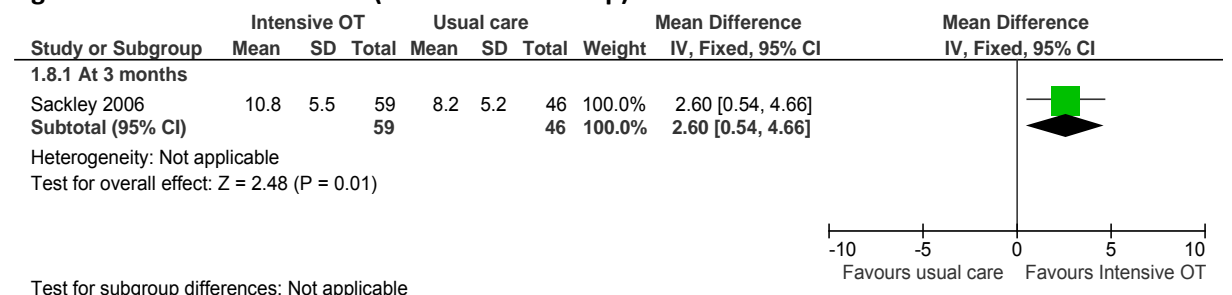 Intensive OT Usual care Mean Difference Mean Difference
Study or Subgroup Mean SD Total Mean SD Total Weight IV, Fixed, 95% CI IV, Fixed, 95% CI
1.8.1 At 3 months
Sackley 2006 10.8 5.5 59 8.2 5.2 46 100.0% 2.60 [0.54, 4.66]
Subtotal (95% CI) 59 46 100.0% 2.60 [0.54, 4.66]
Heterogeneity: Not applicable
Test for overall effect: Z = 2.48 (P = 0.01)
-10 -5 0 5 10
Favours usual care Favours Intensive OT
Test for subgroup differences: Not applicable